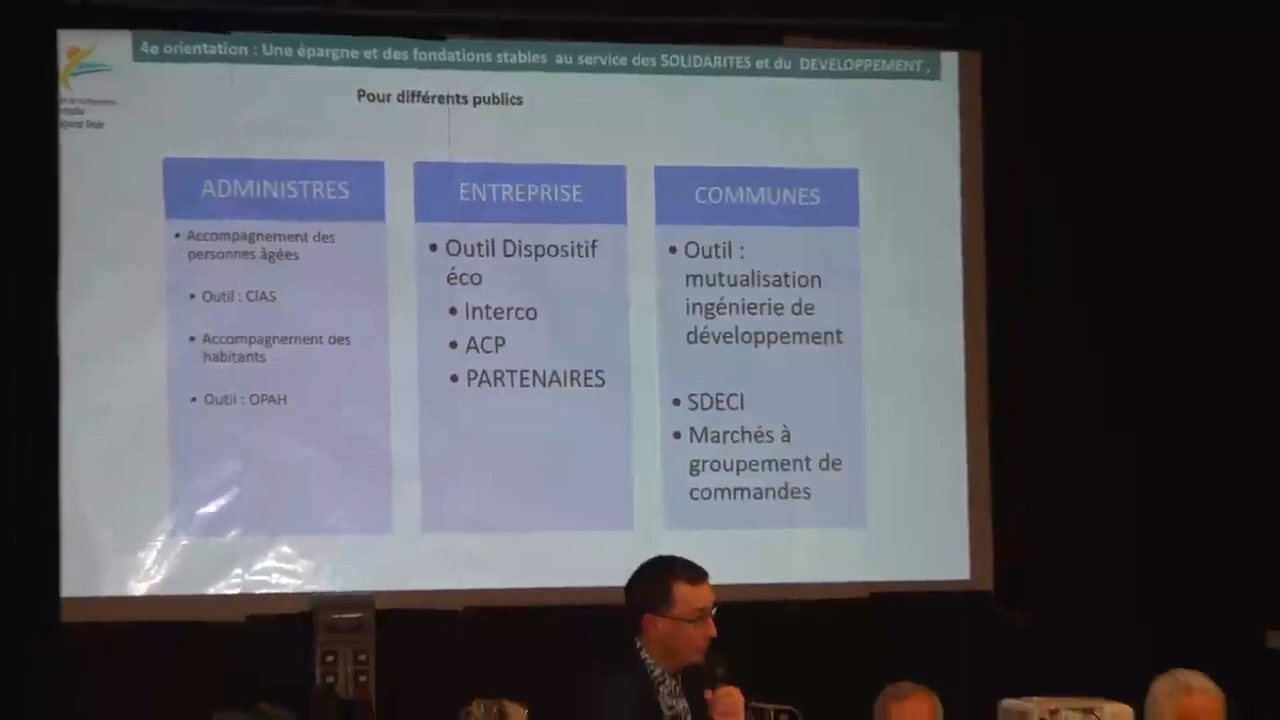 4e orientation : Une épargne et des fondations stables au service des SOLIDARITES et du DEVELOPPEMENT ,
Pour différents publics
ADMINISTRES
• Accompagnement des
personnes âgées
• Outil : CIAS
• Accompagnement des
habitants
• Outil : OPAH
ENTREPRISE
• Outil Dispositif
éco
• Interco
• ACP
• PARTENAIRES
COMMUNES
• Outil :
mutualisation
ingénierie de
développement
• SDECI
• Marchés à
groupement de
commandes